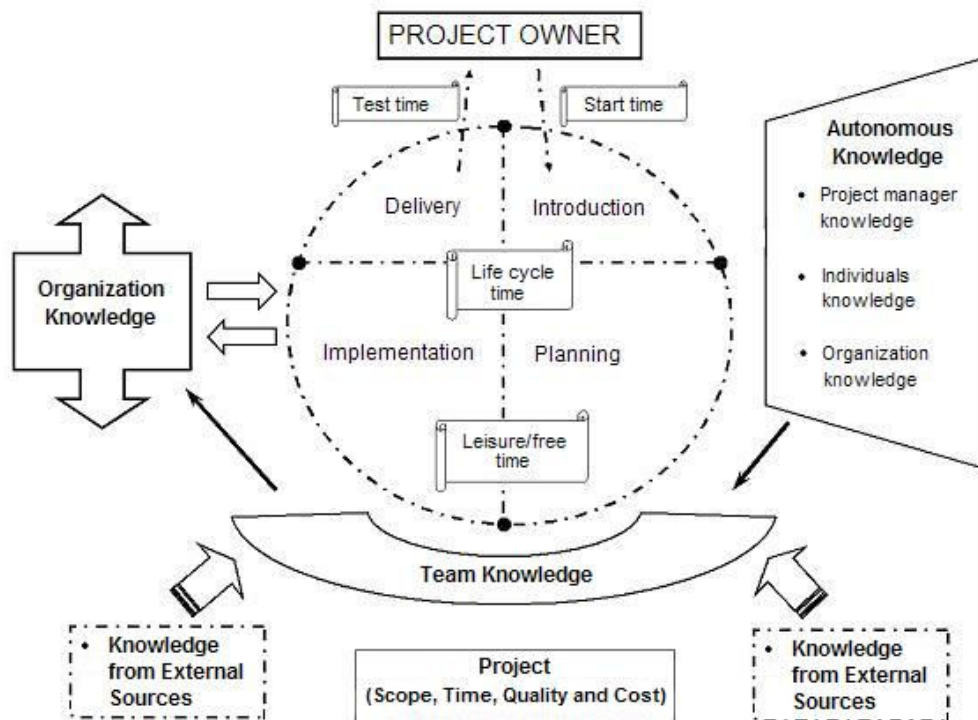 PROJECT OWNER
Test time
Start time
Autonomous
Knowledge
Project manager
knowledge
Individuals
knowledge
Organization
knowledge
Delivery
Introduction
Organization
Knowledge
Life cycle
time
Implementation
Planning
Leisure/free
time
Team Knowledge
Knowledge
from External
Sources
Project
(Scope, Time, Quality and Cost)
Knowledge
from External
Sources